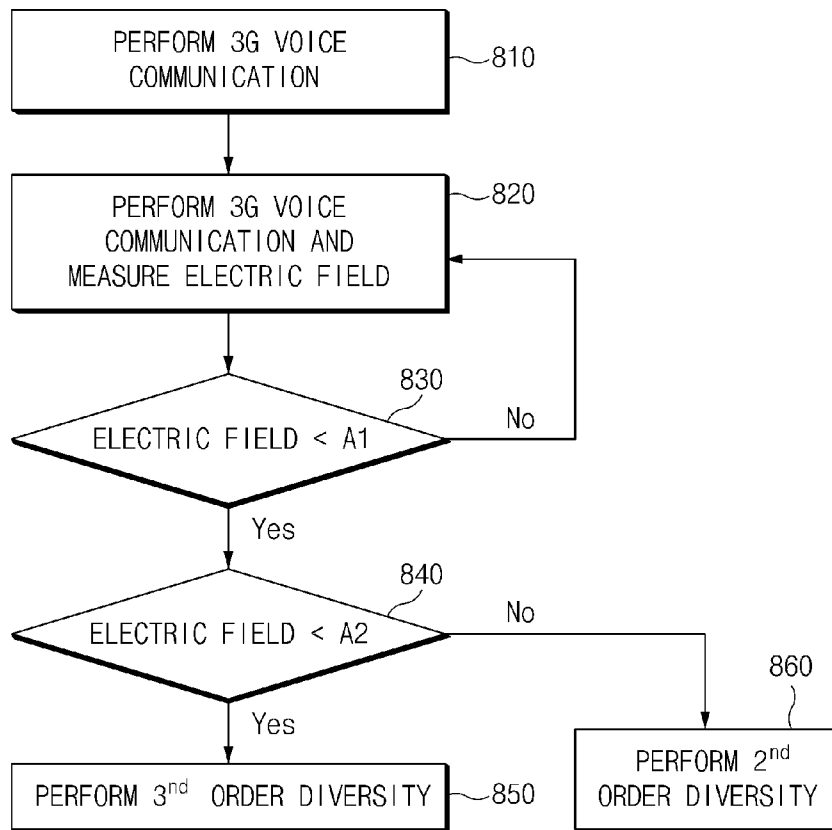 PERFORM 3G VOICE
COMMUNICATION
810
PERFORM 3G VOICE
COMMUNICATION AND
MEASURE ELECTRIC FIELD
820
830
ELECTRIC FIELD < A1
No
Yes
840
ELECTRIC FIELD < A2
No
Yes
860
PERFORM 3nd ORDER DIVERSITY
850
PERFORM 2nd
ORDER DIVERSITY